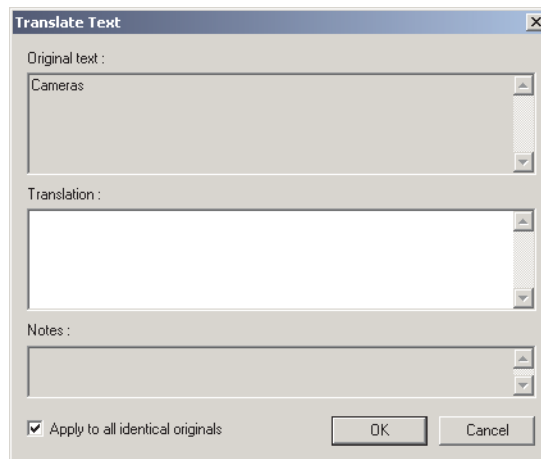 Translate Text
Original text :
Cameras
Translation :
Notes :
Apply to all identical originals
OK
Cancel